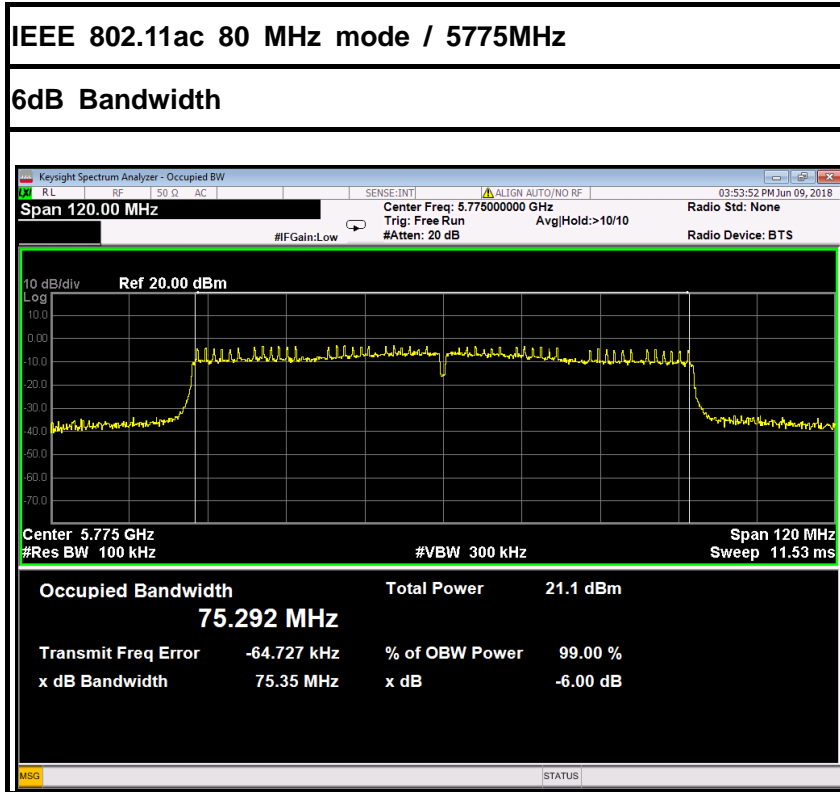 IEEE 802.11ac 80 MHz mode / 5775MHz
6dB Bandwidth
Keysight Spectrum Analyzer - Occupied BW
LXI RL RF 50 Ω AC SENSE:INT ALIGN AUTO/NO RF 03:53:52 PM Jun 09, 2018
Span 120.00 MHz Center Freq: 5.775000000 GHz Radio Std: None
Trig: Free Run Avg|Hold:>10/10
#IFGain:Low #Atten: 20 dB Radio Device: BTS
10 dB/div Ref 20.00 dBm
Log
10.0
0.00
-10.0
-20.0
-30.0
-40.0
-50.0
-60.0
-70.0
Center 5.775 GHz Span 120 MHz
#Res BW 100 kHz #VBW 300 kHz Sweep 11.53 ms
Occupied Bandwidth Total Power 21.1 dBm
75.292 MHz
Transmit Freq Error -64.727 kHz % of OBW Power 99.00 %
x dB Bandwidth 75.35 MHz x dB -6.00 dB
MSG STATUS